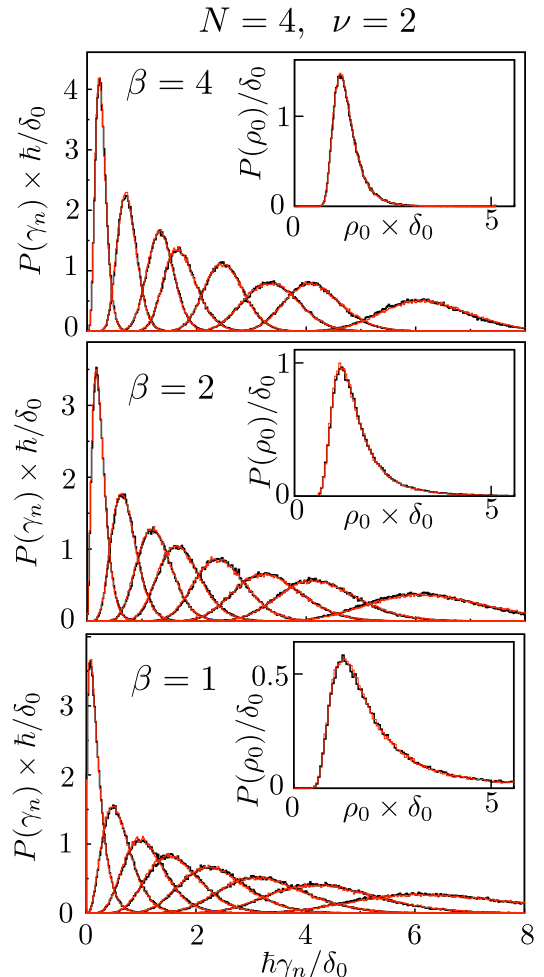 N = 4, ν = 2
β = 4
P(γₙ) × ħ/δ₀
4
3
2
1
0
P(ρ₀)/δ₀
1
0
0
5
ρ₀ × δ₀
β = 2
P(γₙ) × ħ/δ₀
3
2
1
0
P(ρ₀)/δ₀
1
0
0
5
ρ₀ × δ₀
β = 1
P(γₙ) × ħ/δ₀
3
2
1
0
P(ρ₀)/δ₀
0.5
0
0
5
ρ₀ × δ₀
0 2 4 6 8
ħγₙ/δ₀